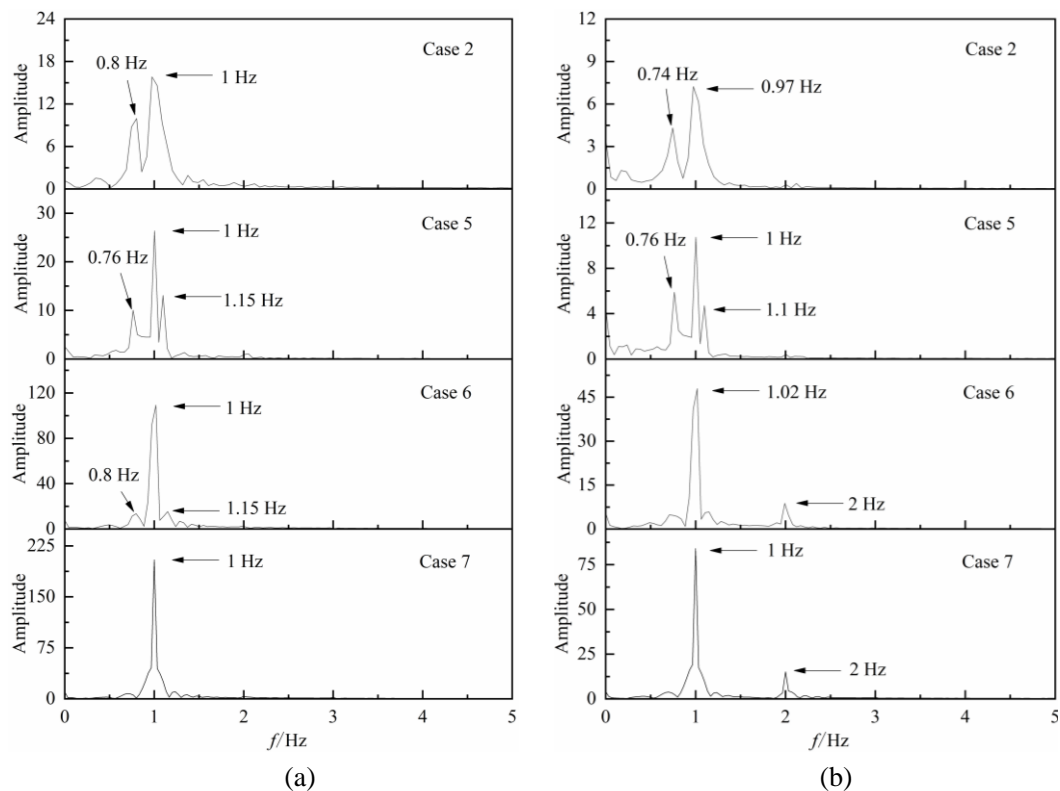 24
18
12
6
0
Amplitude
0.8 Hz
1 Hz
Case 2
30
20
10
0
Amplitude
0.76 Hz
1 Hz
1.15 Hz
Case 5
120
80
40
0
Amplitude
0.8 Hz
1 Hz
1.15 Hz
Case 6
225
150
75
0
Amplitude
1 Hz
Case 7
0 1 2 3 4 5
f/Hz
(a)
12
9
6
3
0
Amplitude
0.74 Hz
0.97 Hz
Case 2
12
8
4
0
Amplitude
0.76 Hz
1 Hz
1.1 Hz
Case 5
45
30
15
0
Amplitude
1.02 Hz
2 Hz
Case 6
75
50
25
0
Amplitude
1 Hz
2 Hz
Case 7
0 1 2 3 4 5
f/Hz
(b)